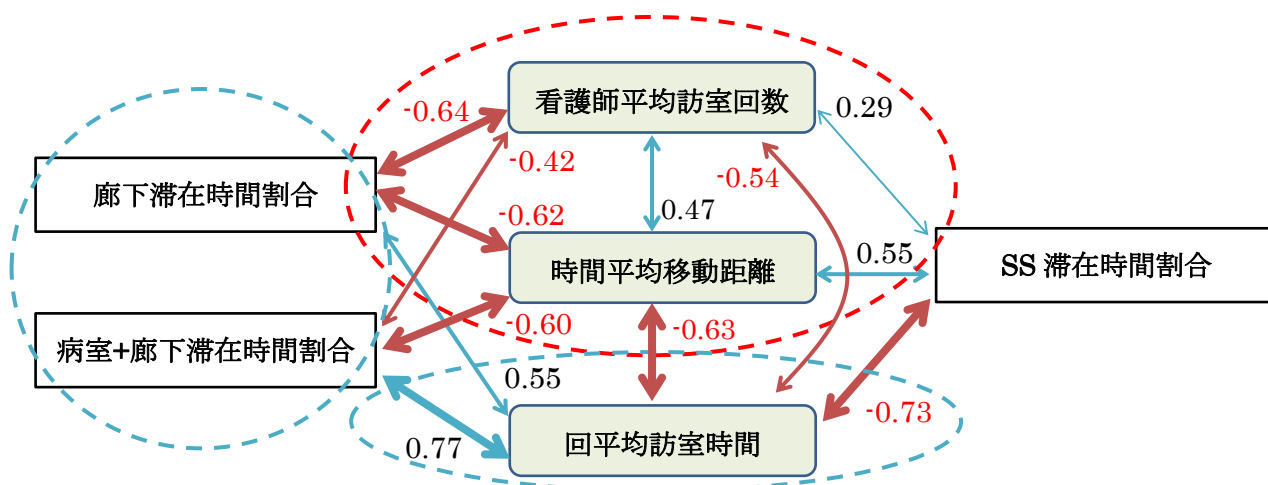 看護師平均訪室回数
0.29
-0.64
-0.42
-0.54
廊下滞在時間割合
0.47
-0.62
時間平均移動距離
0.55
SS 滞在時間割合
-0.60
-0.63
病室+廊下滞在時間割合
0.55
-0.73
0.77
回平均訪室時間